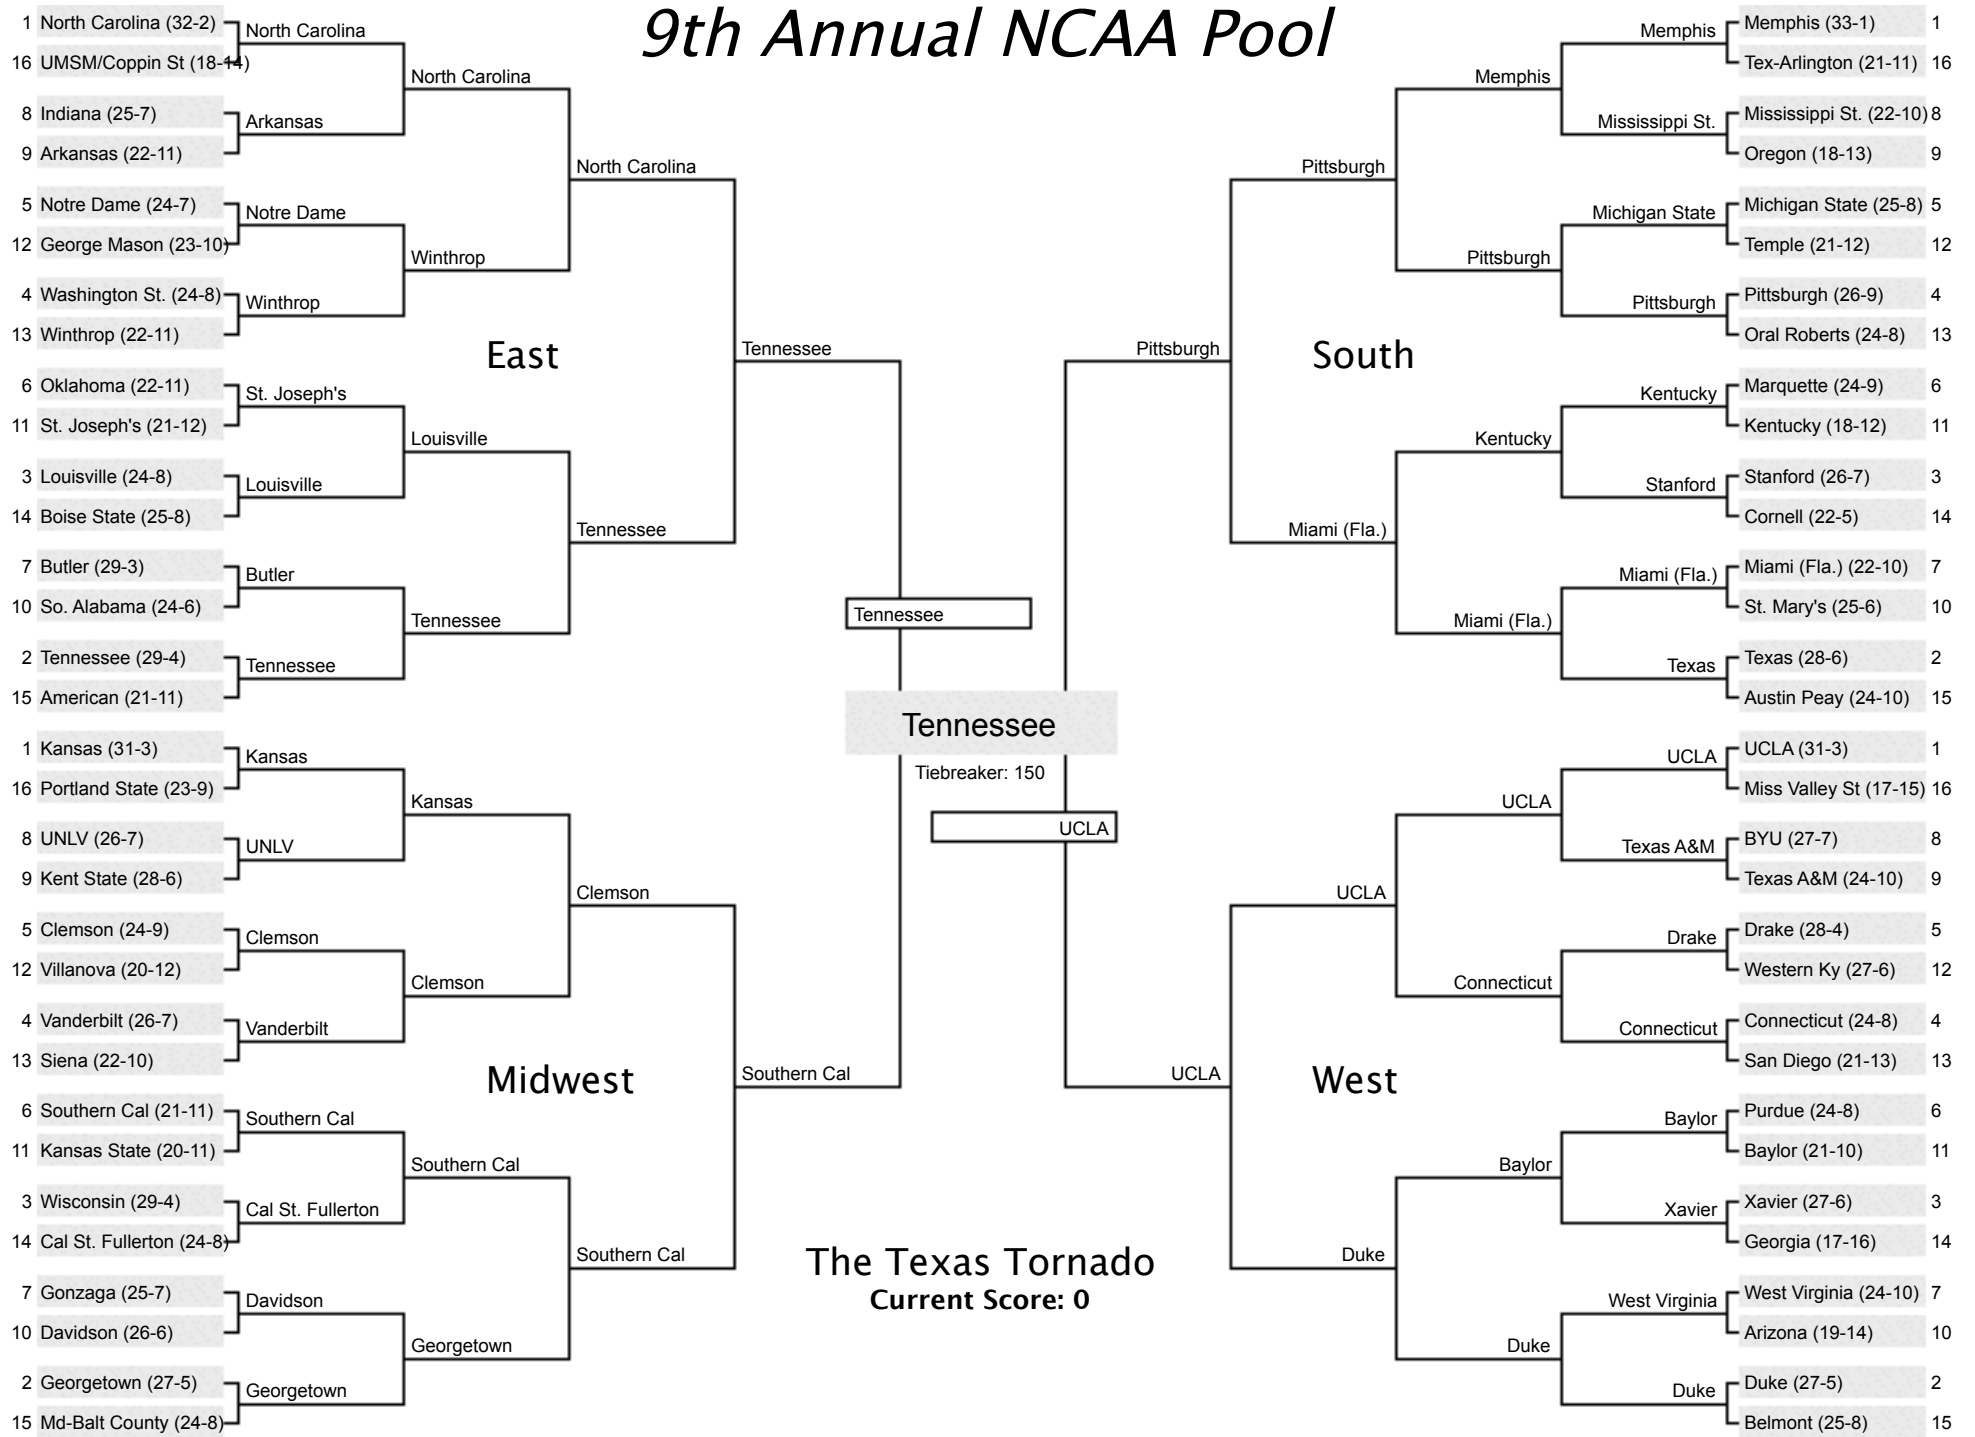 9th Annual NCAA Pool
1 North Carolina (32-2)
16 UMSM/Coppin St (18-14)
8 Indiana (25-7)
9 Arkansas (22-11)
5 Notre Dame (24-7)
12 George Mason (23-10)
4 Washington St. (24-8)
13 Winthrop (22-11)
6 Oklahoma (22-11)
11 St. Joseph's (21-12)
3 Louisville (24-8)
14 Boise State (25-8)
7 Butler (29-3)
10 So. Alabama (24-6)
2 Tennessee (29-4)
15 American (21-11)
North Carolina
Arkansas
Notre Dame
Winthrop
St. Joseph's
Louisville
Butler
Tennessee
North Carolina
Winthrop
Louisville
Tennessee
North Carolina
Tennessee
East
Tennessee
1 Kansas (31-3)
16 Portland State (23-9)
8 UNLV (26-7)
9 Kent State (28-6)
5 Clemson (24-9)
12 Villanova (20-12)
4 Vanderbilt (26-7)
13 Siena (22-10)
6 Southern Cal (21-11)
11 Kansas State (20-11)
3 Wisconsin (29-4)
14 Cal St. Fullerton (24-8)
7 Gonzaga (25-7)
10 Davidson (26-6)
2 Georgetown (27-5)
15 Md-Balt County (24-8)
Kansas
UNLV
Clemson
Vanderbilt
Southern Cal
Cal St. Fullerton
Davidson
Georgetown
Kansas
Clemson
Southern Cal
Georgetown
Clemson
Southern Cal
Midwest
Southern Cal
Tennessee
Tennessee
Tiebreaker: 150
UCLA
The Texas Tornado
Current Score: 0
Memphis (33-1) 1
Tex-Arlington (21-11) 16
Mississippi St. (22-10) 8
Oregon (18-13) 9
Michigan State (25-8) 5
Temple (21-12) 12
Pittsburgh (26-9) 4
Oral Roberts (24-8) 13
Marquette (24-9) 6
Kentucky (18-12) 11
Stanford (26-7) 3
Cornell (22-5) 14
Miami (Fla.) (22-10) 7
St. Mary's (25-6) 10
Texas (28-6) 2
Austin Peay (24-10) 15
Memphis
Mississippi St.
Michigan State
Pittsburgh
Kentucky
Stanford
Miami (Fla.)
Texas
Memphis
Pittsburgh
Kentucky
Miami (Fla.)
Pittsburgh
Miami (Fla.)
South
Pittsburgh
UCLA (31-3) 1
Miss Valley St (17-15) 16
BYU (27-7) 8
Texas A&M (24-10) 9
Drake (28-4) 5
Western Ky (27-6) 12
Connecticut (24-8) 4
San Diego (21-13) 13
Purdue (24-8) 6
Baylor (21-10) 11
Xavier (27-6) 3
Georgia (17-16) 14
West Virginia (24-10) 7
Arizona (19-14) 10
Duke (27-5) 2
Belmont (25-8) 15
UCLA
Texas A&M
Drake
Connecticut
Baylor
Xavier
West Virginia
Duke
UCLA
Connecticut
Baylor
Duke
UCLA
Duke
West
UCLA